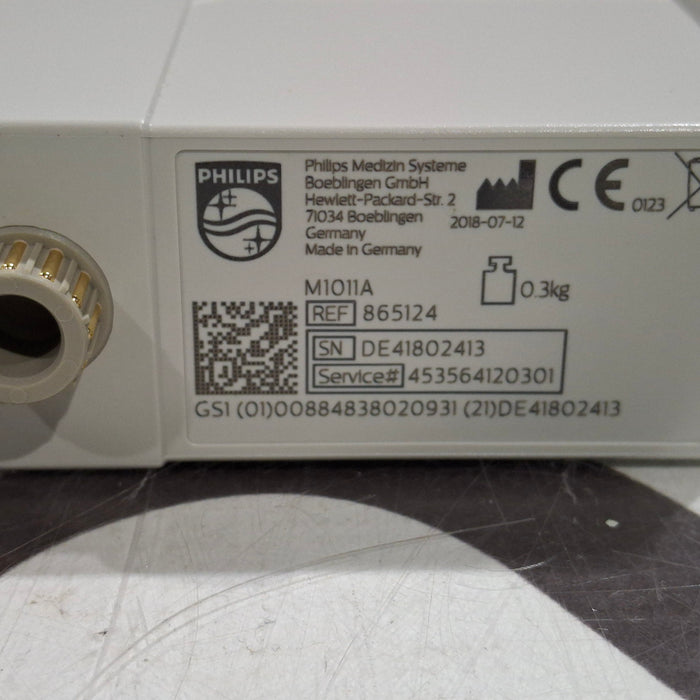 PHILIPS
Philips Medizin Systeme
Boeblingen GmbH
Hewlett-Packard-Str. 2
71034 Boeblingen
Germany
Made in Germany
2018-07-12
CE 0123
M1011A
0.3kg
REF 865124
SN DE41802413
Service# 453564120301
GS1 (01)00884838020931 (21)DE41802413